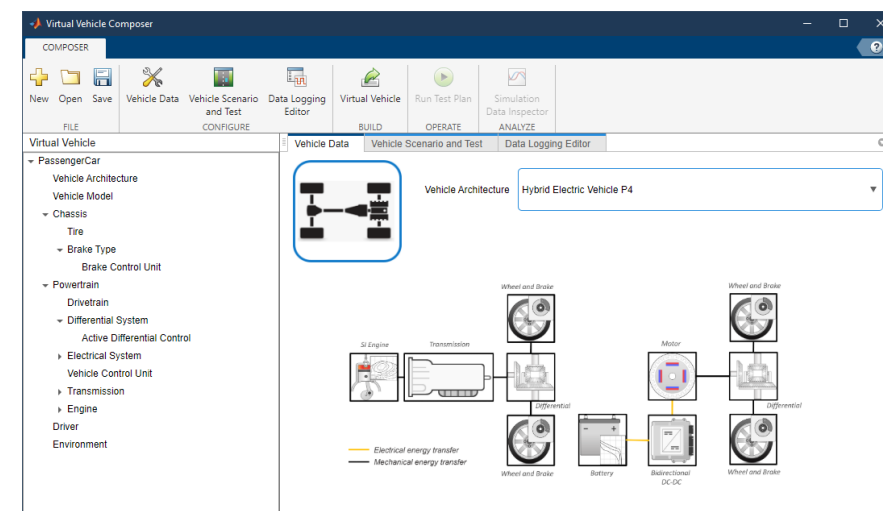 Virtual Vehicle Composer
COMPOSER
?
New
Open
Save
Vehicle Data
Vehicle Scenario
and Test
Data Logging
Editor
Virtual Vehicle
Run Test Plan
Simulation
Data Inspector
FILE
CONFIGURE
BUILD
OPERATE
ANALYZE
Virtual Vehicle
PassengerCar
Vehicle Architecture
Vehicle Model
Chassis
Tire
Brake Type
Brake Control Unit
Powertrain
Drivetrain
Differential System
Active Differential Control
Electrical System
Vehicle Control Unit
Transmission
Engine
Driver
Environment
Vehicle Data
Vehicle Scenario and Test
Data Logging Editor
Vehicle Architecture
Hybrid Electric Vehicle P4
Wheel and Brake
Wheel and Brake
SI Engine
Transmission
Motor
Differential
Differential
Electrical energy transfer
Mechanical energy transfer
Wheel and Brake
Battery
Bidirectional
DC-DC
Wheel and Brake